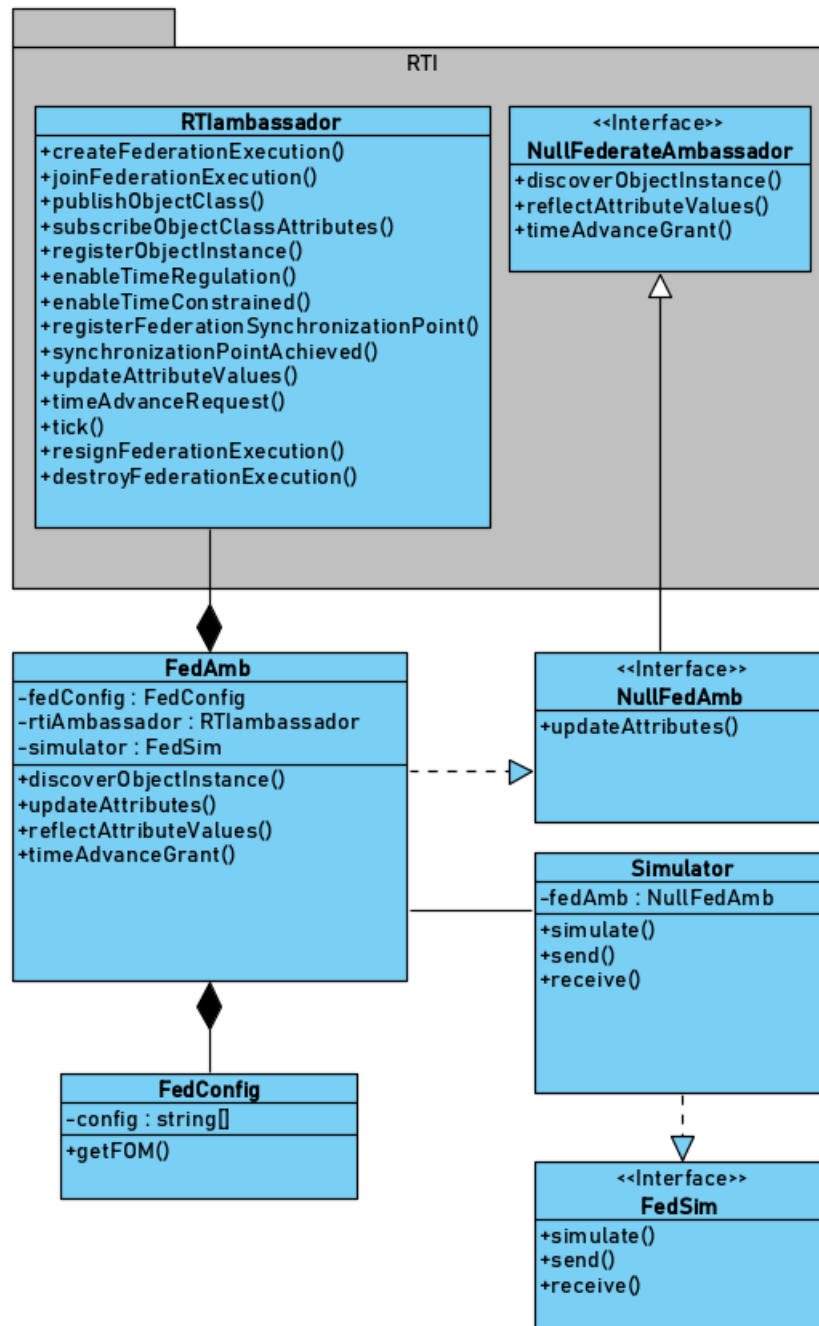 RTI
RTIambassador
+createFederationExecution()
+joinFederationExecution()
+publishObjectClass()
+subscribeObjectClassAttributes()
+registerObjectInstance()
+enableTimeRegulation()
+enableTimeConstrained()
+registerFederationSynchronizationPoint()
+synchronizationPointAchieved()
+updateAttributeValues()
+timeAdvanceRequest()
+tick()
+resignFederationExecution()
+destroyFederationExecution()
<<Interface>>
NullFederateAmbassador
+discoverObjectInstance()
+reflectAttributeValues()
+timeAdvanceGrant()
FedAmb
-fedConfig : FedConfig
-rtiAmbassador : RTIambassador
-simulator : FedSim
+discoverObjectInstance()
+updateAttributes()
+reflectAttributeValues()
+timeAdvanceGrant()
<<Interface>>
NullFedAmb
+updateAttributes()
Simulator
-fedAmb : NullFedAmb
+simulate()
+send()
+receive()
FedConfig
-config : string[]
+getFOM()
<<Interface>>
FedSim
+simulate()
+send()
+receive()